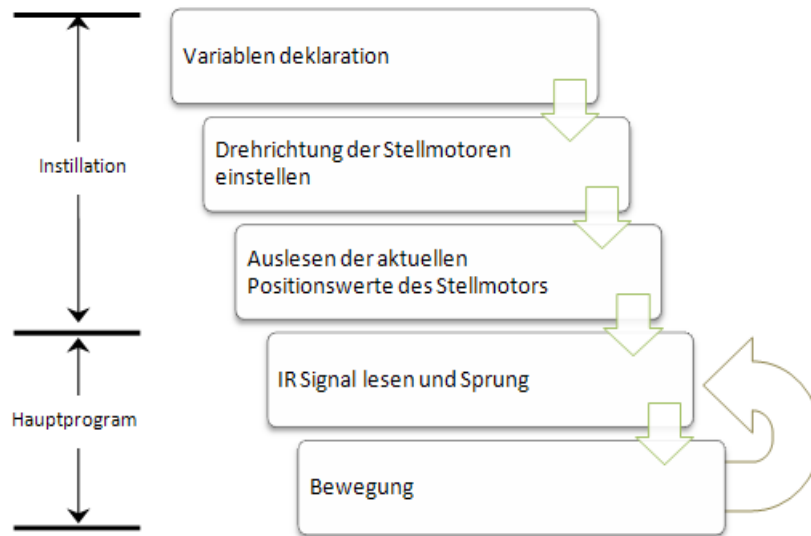 Variablen deklaration
Drehrichtung der Stellmotoren
einstellen
Instillation
Auslesen der aktuellen
Positionswerte des Stellmotors
IR Signal lesen und Sprung
Hauptprogram
Bewegung